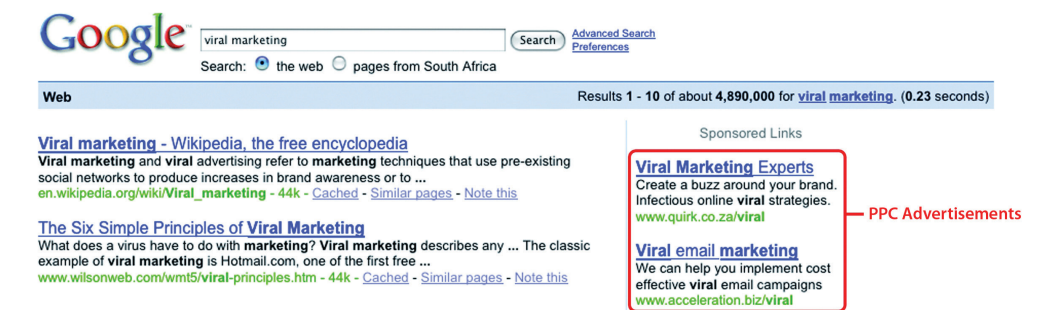 Google™
viral marketing
Search
Advanced Search
Preferences
Search: the web pages from South Africa
Web
Results 1 - 10 of about 4,890,000 for viral marketing. (0.23 seconds)
Viral marketing - Wikipedia, the free encyclopedia
Viral marketing and viral advertising refer to marketing techniques that use pre-existing
social networks to produce increases in brand awareness or to ...
en.wikipedia.org/wiki/Viral_marketing - 44k - Cached - Similar pages - Note this
The Six Simple Principles of Viral Marketing
What does a virus have to do with marketing? Viral marketing describes any ... The classic
example of viral marketing is Hotmail.com, one of the first free ...
www.wilsonweb.com/wmt5/viral-principles.htm - 44k - Cached - Similar pages - Note this
Sponsored Links
Viral Marketing Experts
Create a buzz around your brand.
Infectious online viral strategies.
www.quirk.co.za/viral
Viral email marketing
We can help you implement cost
effective viral email campaigns
www.acceleration.biz/viral
PPC Advertisements